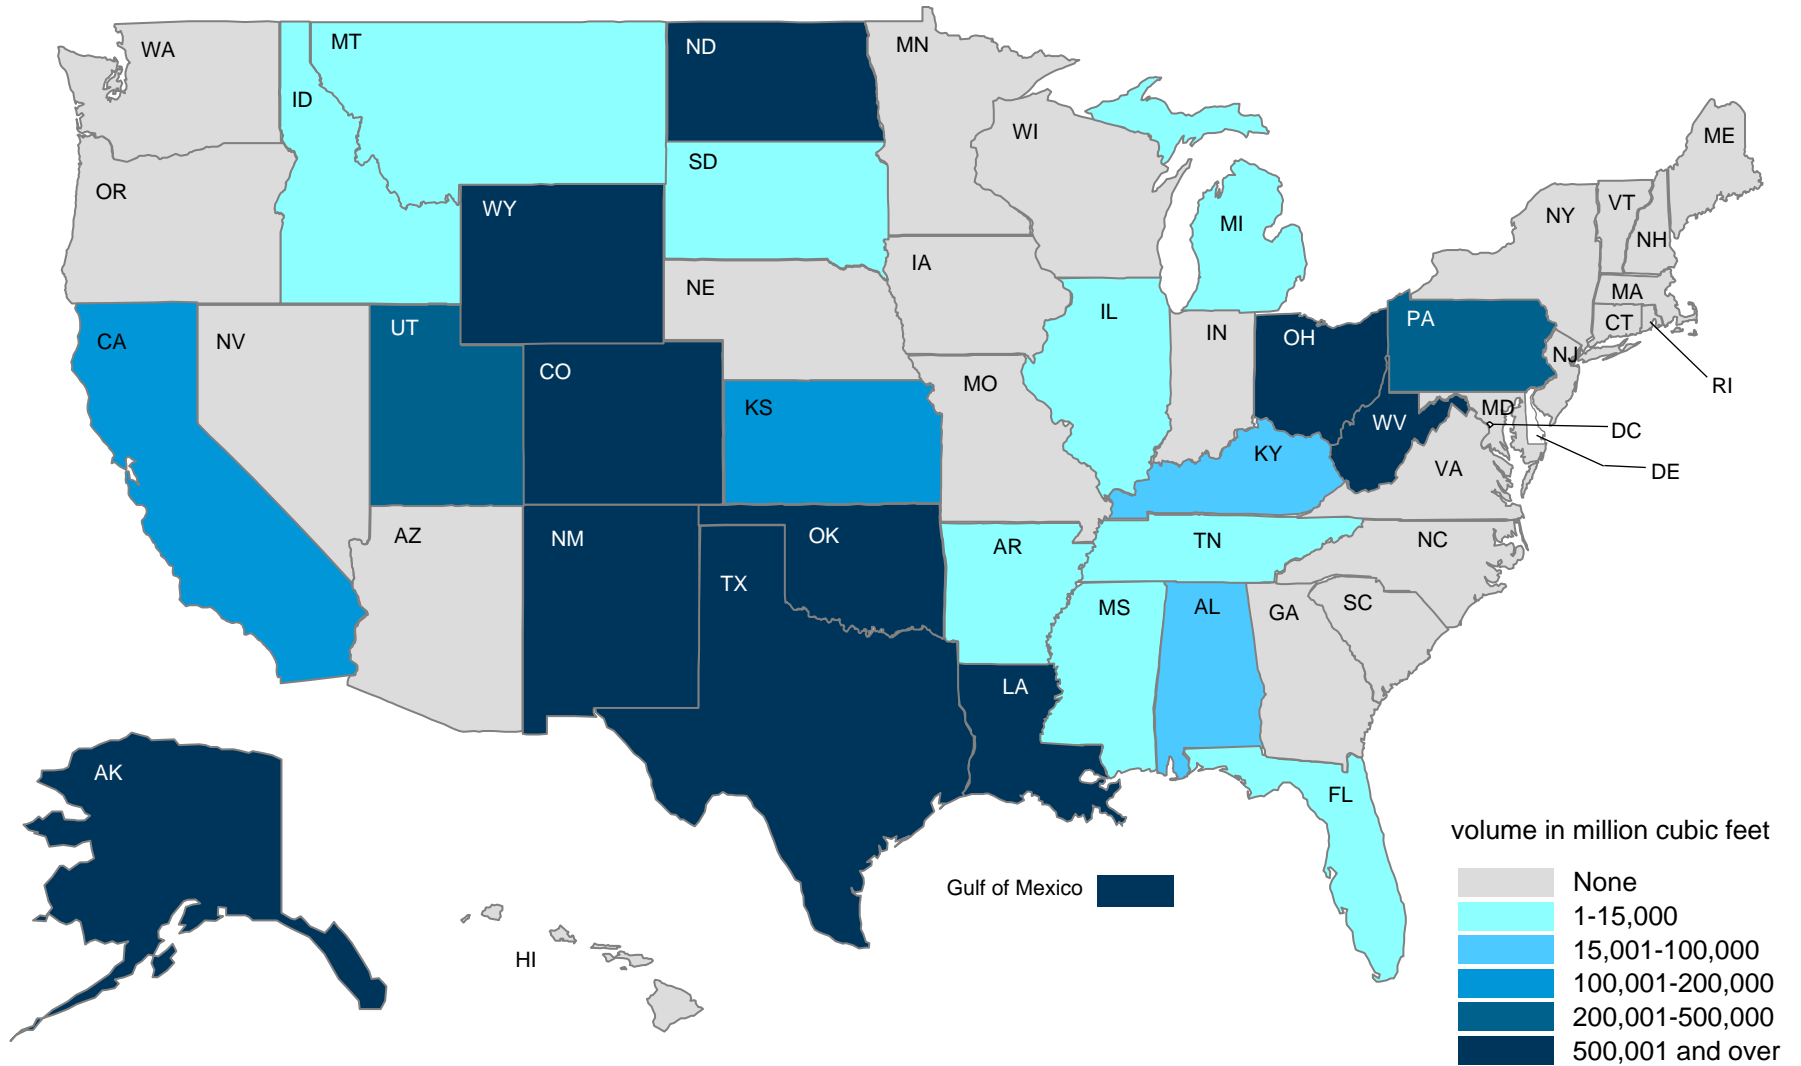 WA
MT
ND
MN
ID
SD
WI
ME
OR
WY
MI
NY
VT
NH
IA
NE
MA
CA
NV
UT
IL
IN
OH
PA
CT
CO
MO
NJ
RI
KS
MD
WV
DC
KY
VA
DE
AZ
NM
OK
AR
TN
NC
TX
MS
AL
GA
SC
LA
AK
FL
HI
Gulf of Mexico
volume in million cubic feet
None
1-15,000
15,001-100,000
100,001-200,000
200,001-500,000
500,001 and over